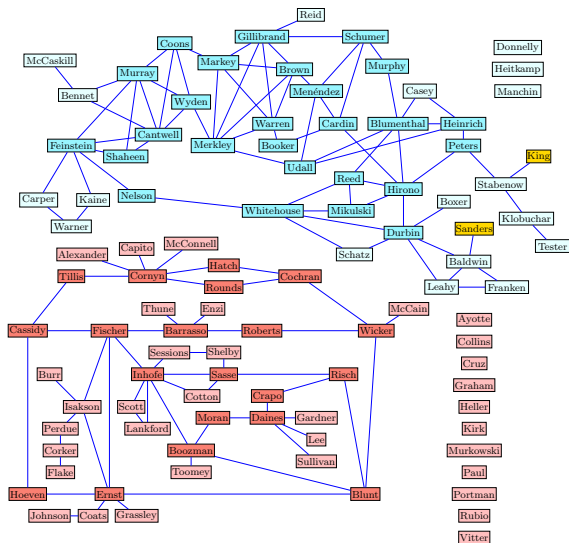 Reid
Gillibrand
Schumer
Coons
Donnelly
McCaskill
Markey
Murphy
Heitkamp
Murray
Brown
Menéndez
Casey
Manchin
Bennet
Wyden
Warren
Cardin
Blumenthal
Heinrich
Cantwell
Feinstein
Merkley
Booker
Peters
Shaheen
Udall
King
Reed
Stabenow
Carper
Kaine
Nelson
Hirono
Boxer
Whitehouse
Mikulski
Klobuchar
Warner
Durbin
Sanders
Tester
Alexander
Capito
McConnell
Schatz
Baldwin
Tillis
Cornyn
Hatch
Cochran
Rounds
Leahy
Franken
Thune
Enzi
McCain
Ayotte
Cassidy
Fischer
Barrasso
Roberts
Wicker
Collins
Sessions
Shelby
Cruz
Burr
Inhofe
Sasse
Risch
Graham
Isakson
Scott
Cotton
Crapo
Heller
Perdue
Lankford
Moran
Daines
Gardner
Kirk
Corker
Boozman
Lee
Murkowski
Flake
Toomey
Sullivan
Paul
Hoeven
Ernst
Blunt
Portman
Johnson
Coats
Grassley
Rubio
Vitter